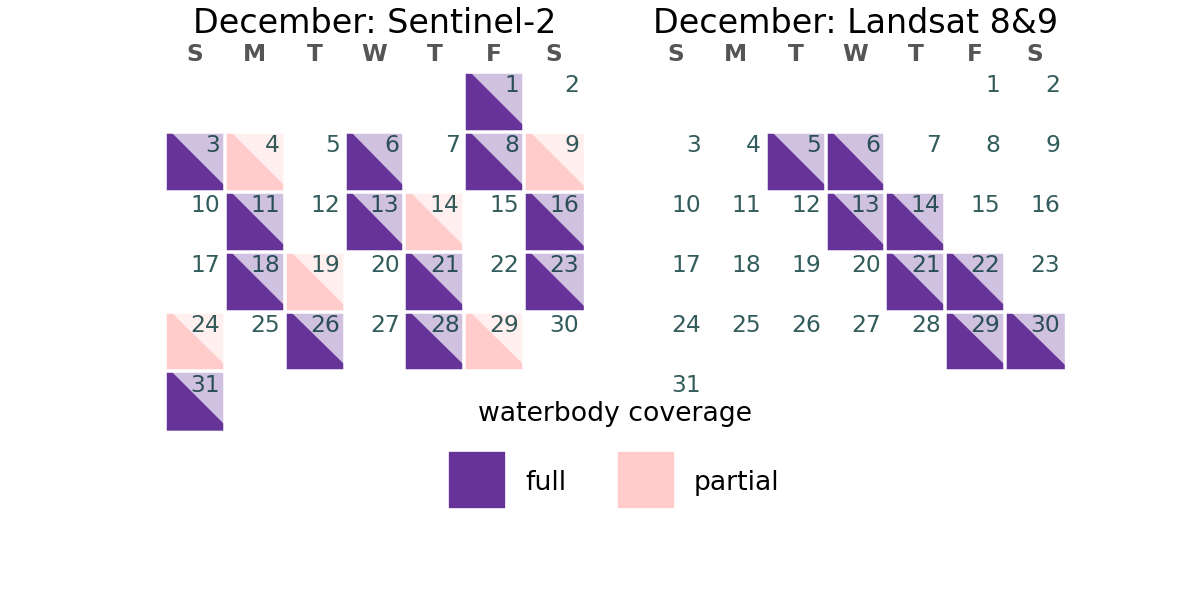 December: Sentinel-2
S M T W T F S
1 2
3 4 5 6 7 8 9
10 11 12 13 14 15 16
17 18 19 20 21 22 23
24 25 26 27 28 29 30
31
December: Landsat 8&9
S M T W T F S
1 2
3 4 5 6 7 8 9
10 11 12 13 14 15 16
17 18 19 20 21 22 23
24 25 26 27 28 29 30
31
waterbody coverage
full partial